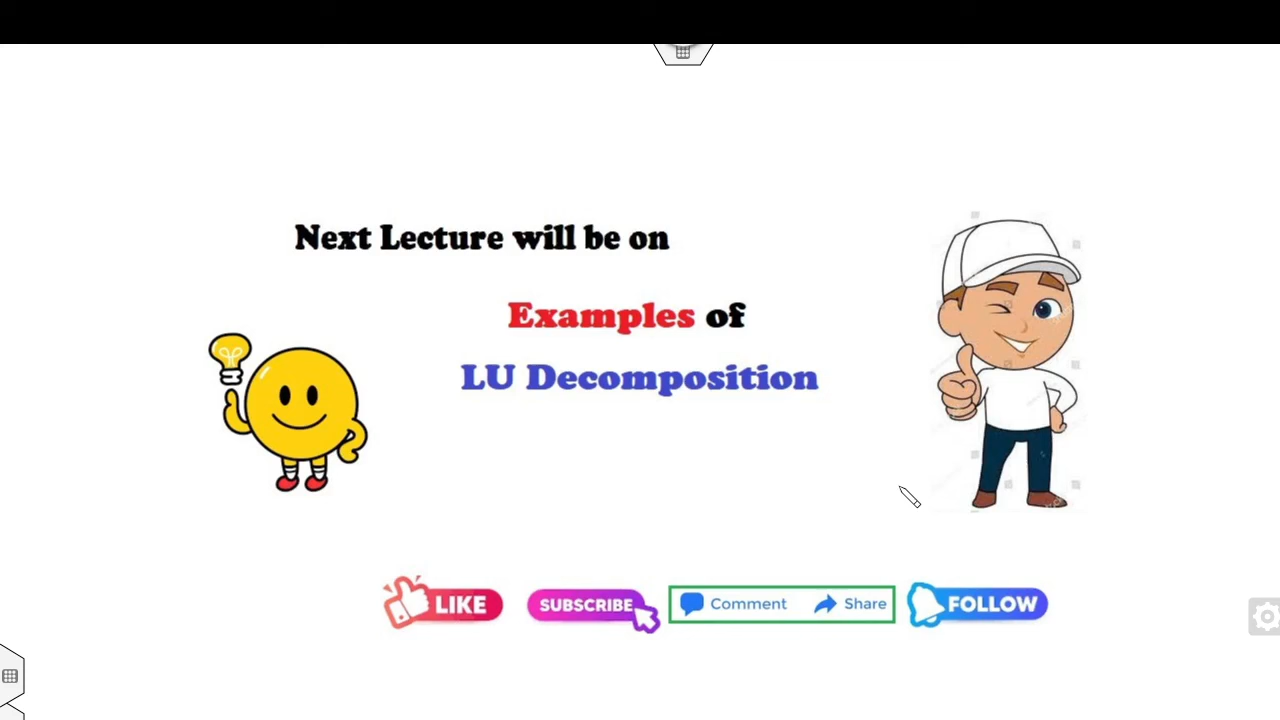 Next Lecture will be on
Examples of
LU Decomposition
LIKE
SUBSCRIBE
Comment Share
FOLLOW